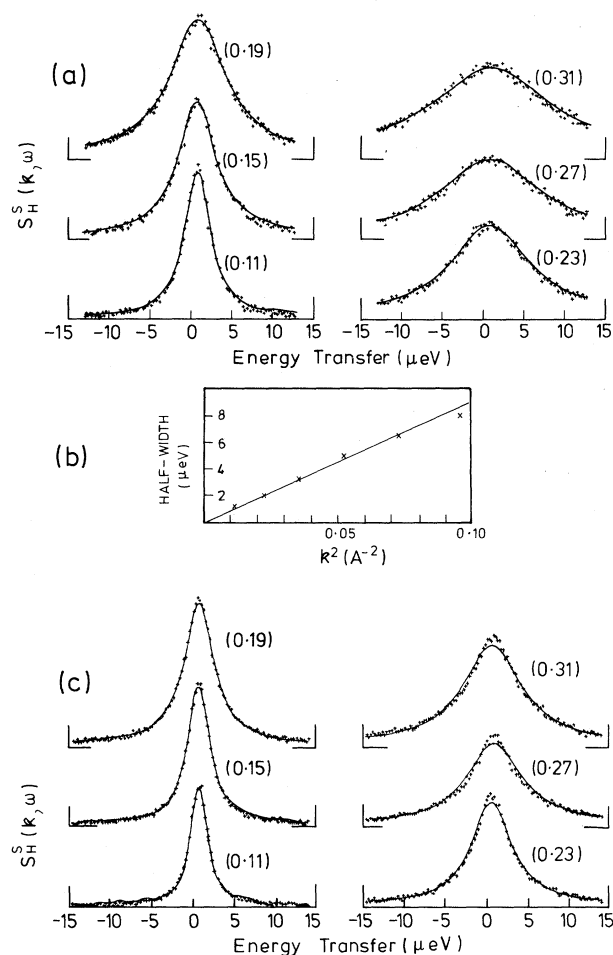 (a)
S_H^S (k, ω)
(0·19)
(0·15)
(0·11)
(0·31)
(0·27)
(0·23)
-15 -10 -5 0 5 10 15
-15 -10 -5 0 5 10 15
Energy Transfer (μeV)
(b)
HALF-WIDTH
(μeV)
8
6
4
2
0·05 0·10
k² (A⁻²)
(c)
S_H^S (k, ω)
(0·19)
(0·15)
(0·11)
(0·31)
(0·27)
(0·23)
-15 -10 -5 0 5 10 15
-15 -10 -5 0 5 10 15
Energy Transfer (μeV)